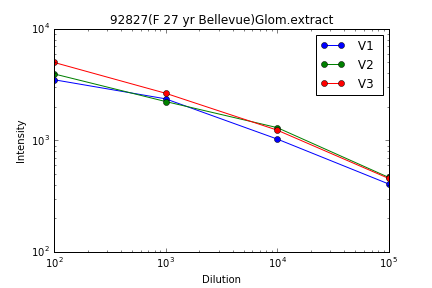 92827(F 27 yr Bellevue)Glom.extract
10^4
10^3
10^2
Intensity
V1
V2
V3
10^2 10^3 10^4 10^5
Dilution